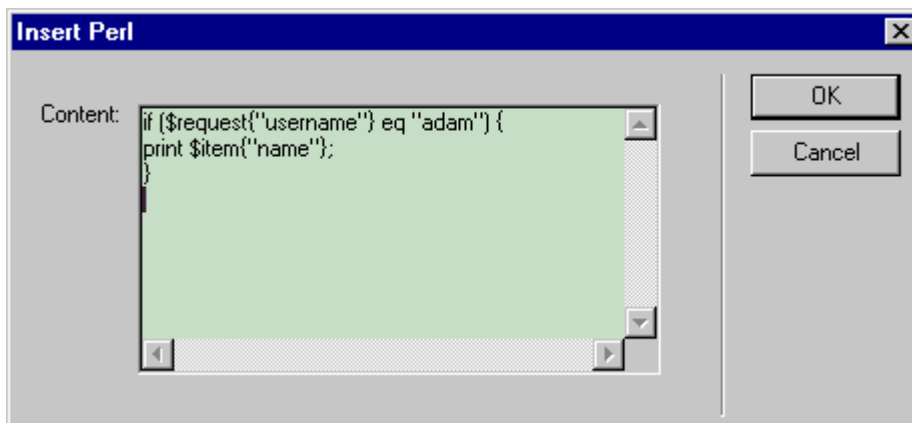 Insert Perl
Content:
if ($request{"username"} eq "adam") {
print $item{"name"};
}
OK
Cancel